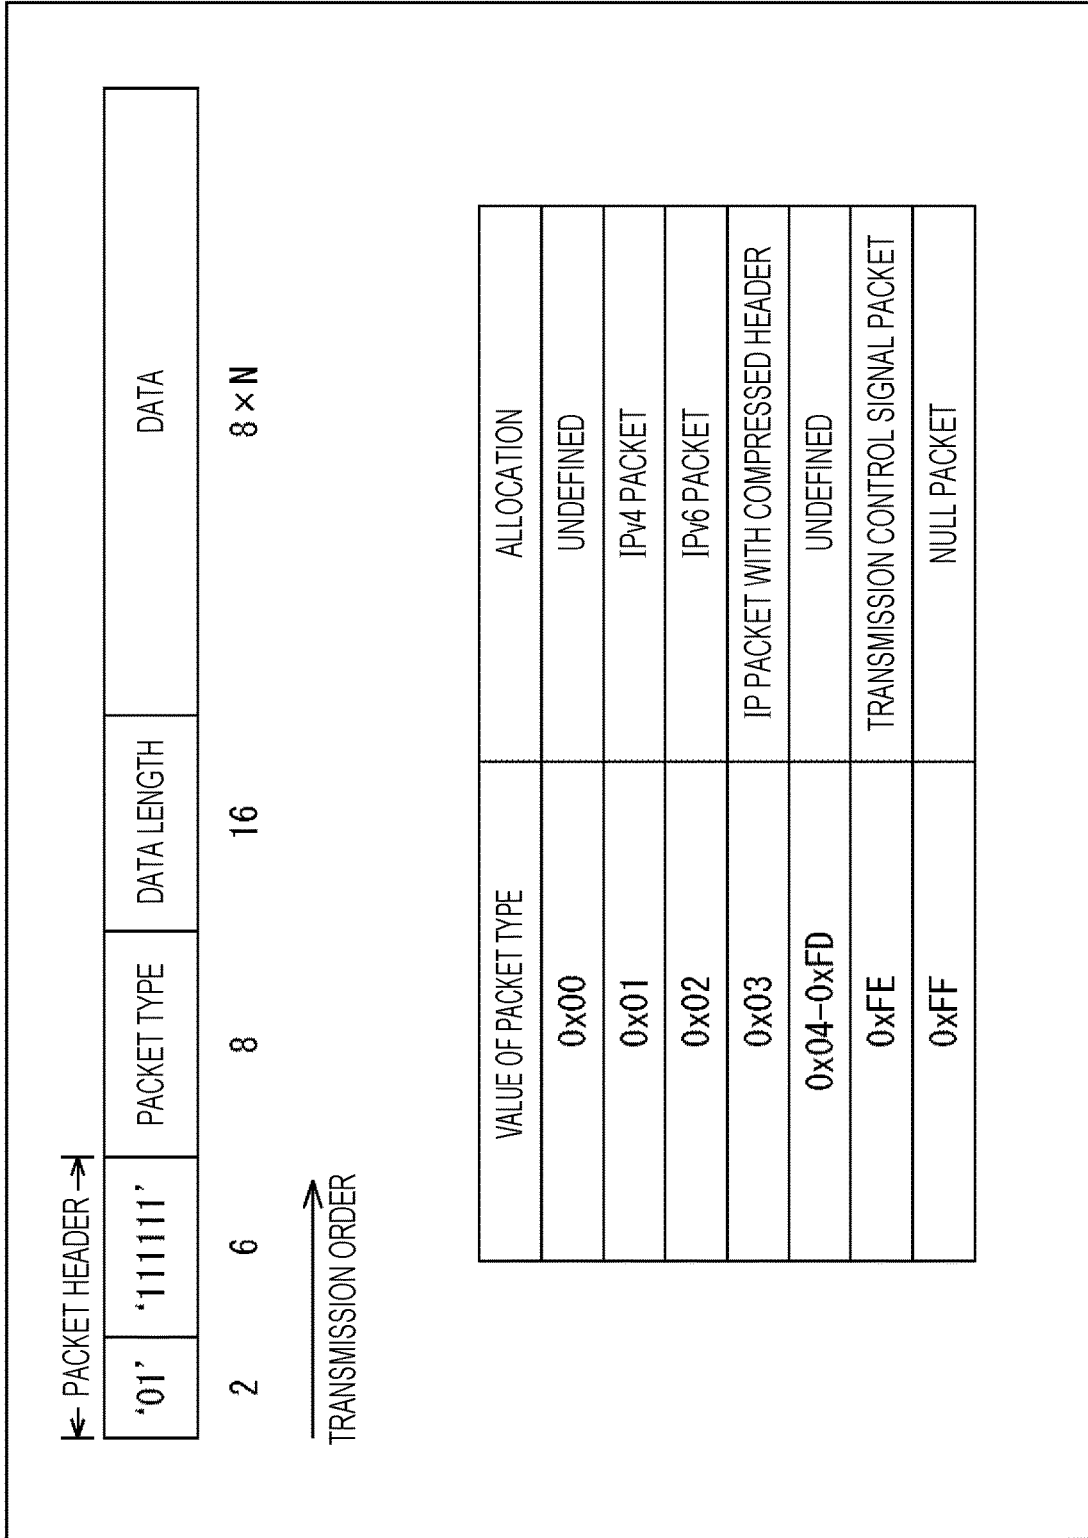 PACKET HEADER
'01' '111111' PACKET TYPE DATA LENGTH DATA
2 6 8 16 8×N
TRANSMISSION ORDER
VALUE OF PACKET TYPE ALLOCATION
0x00 UNDEFINED
0x01 IPv4 PACKET
0x02 IPv6 PACKET
0x03 IP PACKET WITH COMPRESSED HEADER
0x04-0xFD UNDEFINED
0xFE TRANSMISSION CONTROL SIGNAL PACKET
0xFF NULL PACKET